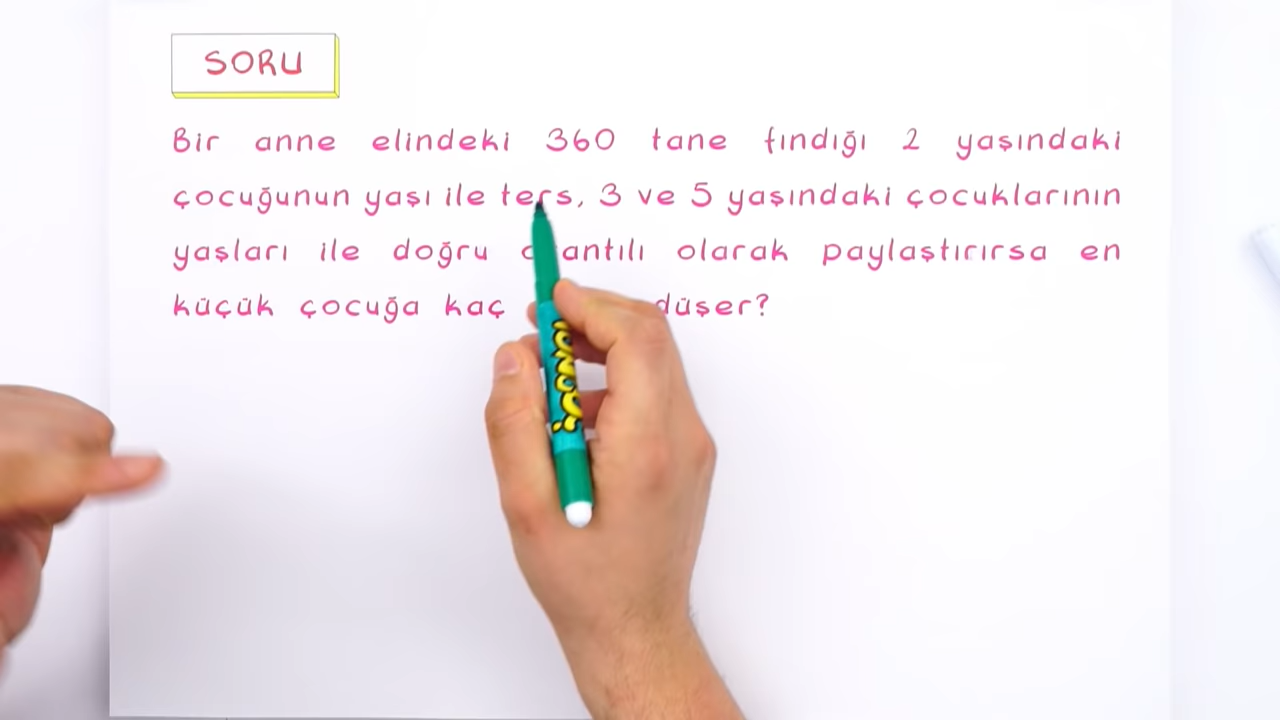 SORU
Bir anne elindeki 360 tane fındığı 2 yaşındaki
çocuğunun yaşı ile ters, 3 ve 5 yaşındaki çocuklarının
yaşları ile doğru olarak paylaştırırsa en
küçük çocuğa kaç düşer?